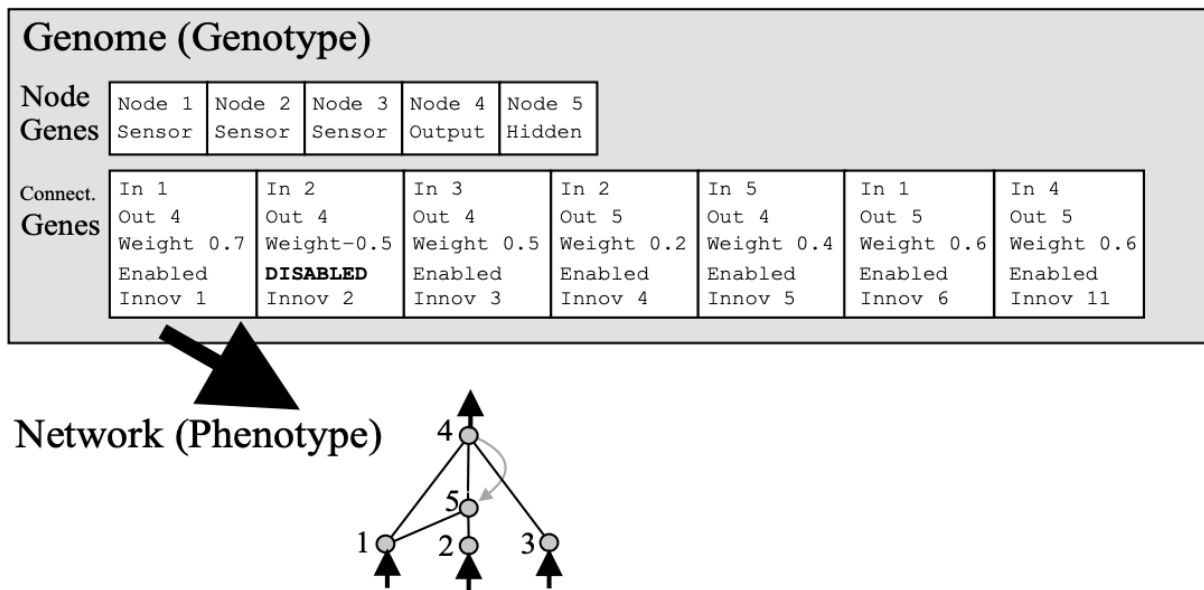 Genome (Genotype)
Node Genes
Node 1 Node 2 Node 3 Node 4 Node 5
Sensor Sensor Sensor Output Hidden
Connect. Genes
In 1 In 2 In 3 In 2 In 5 In 1 In 4
Out 4 Out 4 Out 4 Out 5 Out 4 Out 5 Out 5
Weight 0.7 Weight-0.5 Weight 0.5 Weight 0.2 Weight 0.4 Weight 0.6 Weight 0.6
Enabled DISABLED Enabled Enabled Enabled Enabled Enabled
Innov 1 Innov 2 Innov 3 Innov 4 Innov 5 Innov 6 Innov 11
Network (Phenotype)
4
5
1 2 3